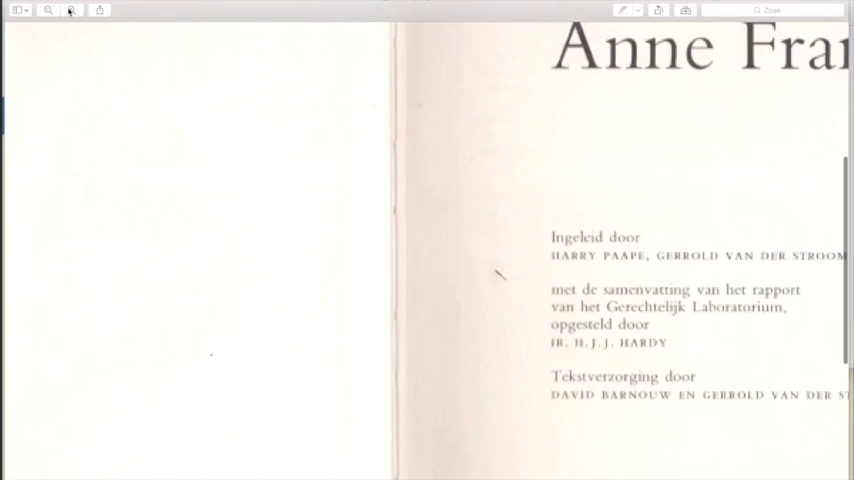 Zoek
Anne Fra
Ingeleid door
HARRY PAAPE, GERROLD VAN DER STROOM
met de samenvatting van het rapport
van het Gerechtelijk Laboratorium,
opgesteld door
IR. H.J.J. HARDY
Tekstverzorging door
DAVID BARNOUW EN GERROLD VAN DER ST